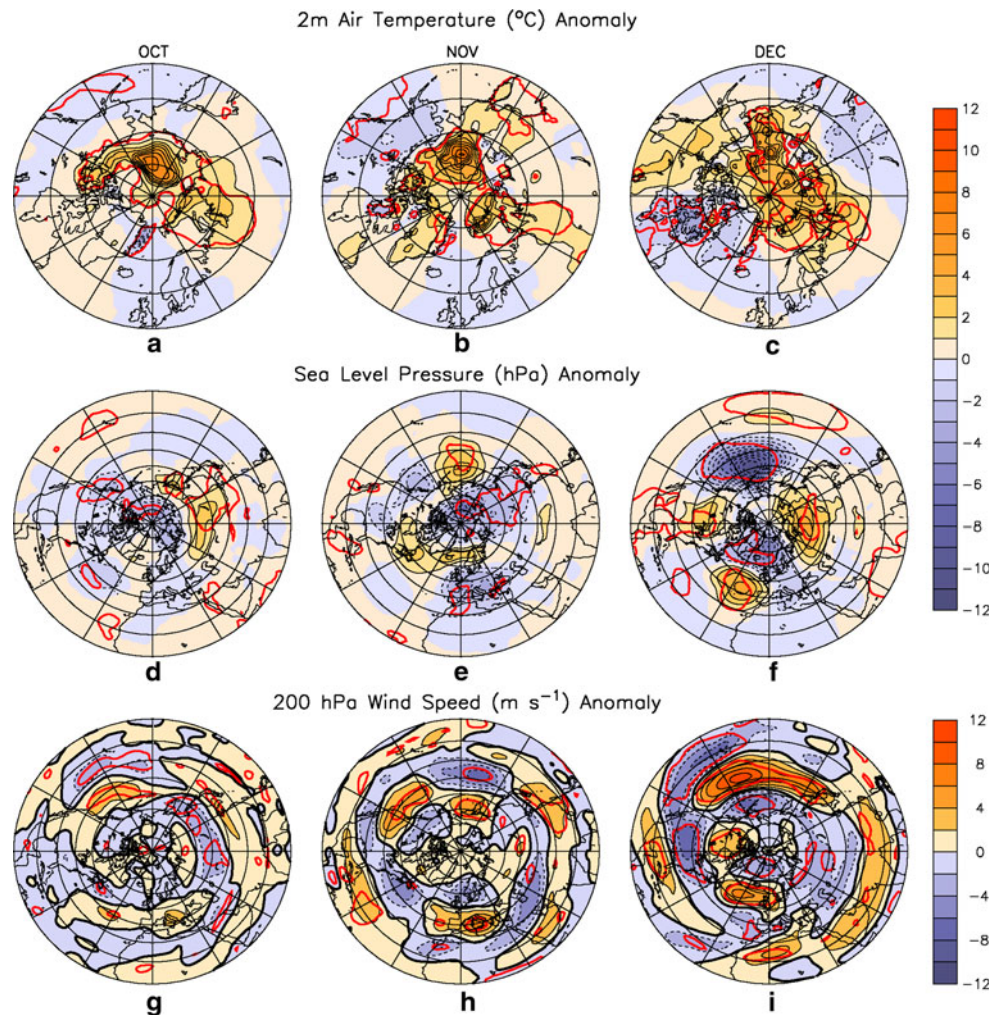 2m Air Temperature (°C) Anomaly
OCT NOV DEC
12
10
8
6
4
2
0
−2
−4
−6
−8
−10
−12
a b c
Sea Level Pressure (hPa) Anomaly
d e f
200 hPa Wind Speed (m s⁻¹) Anomaly
12
8
4
0
−4
−8
−12
g h i